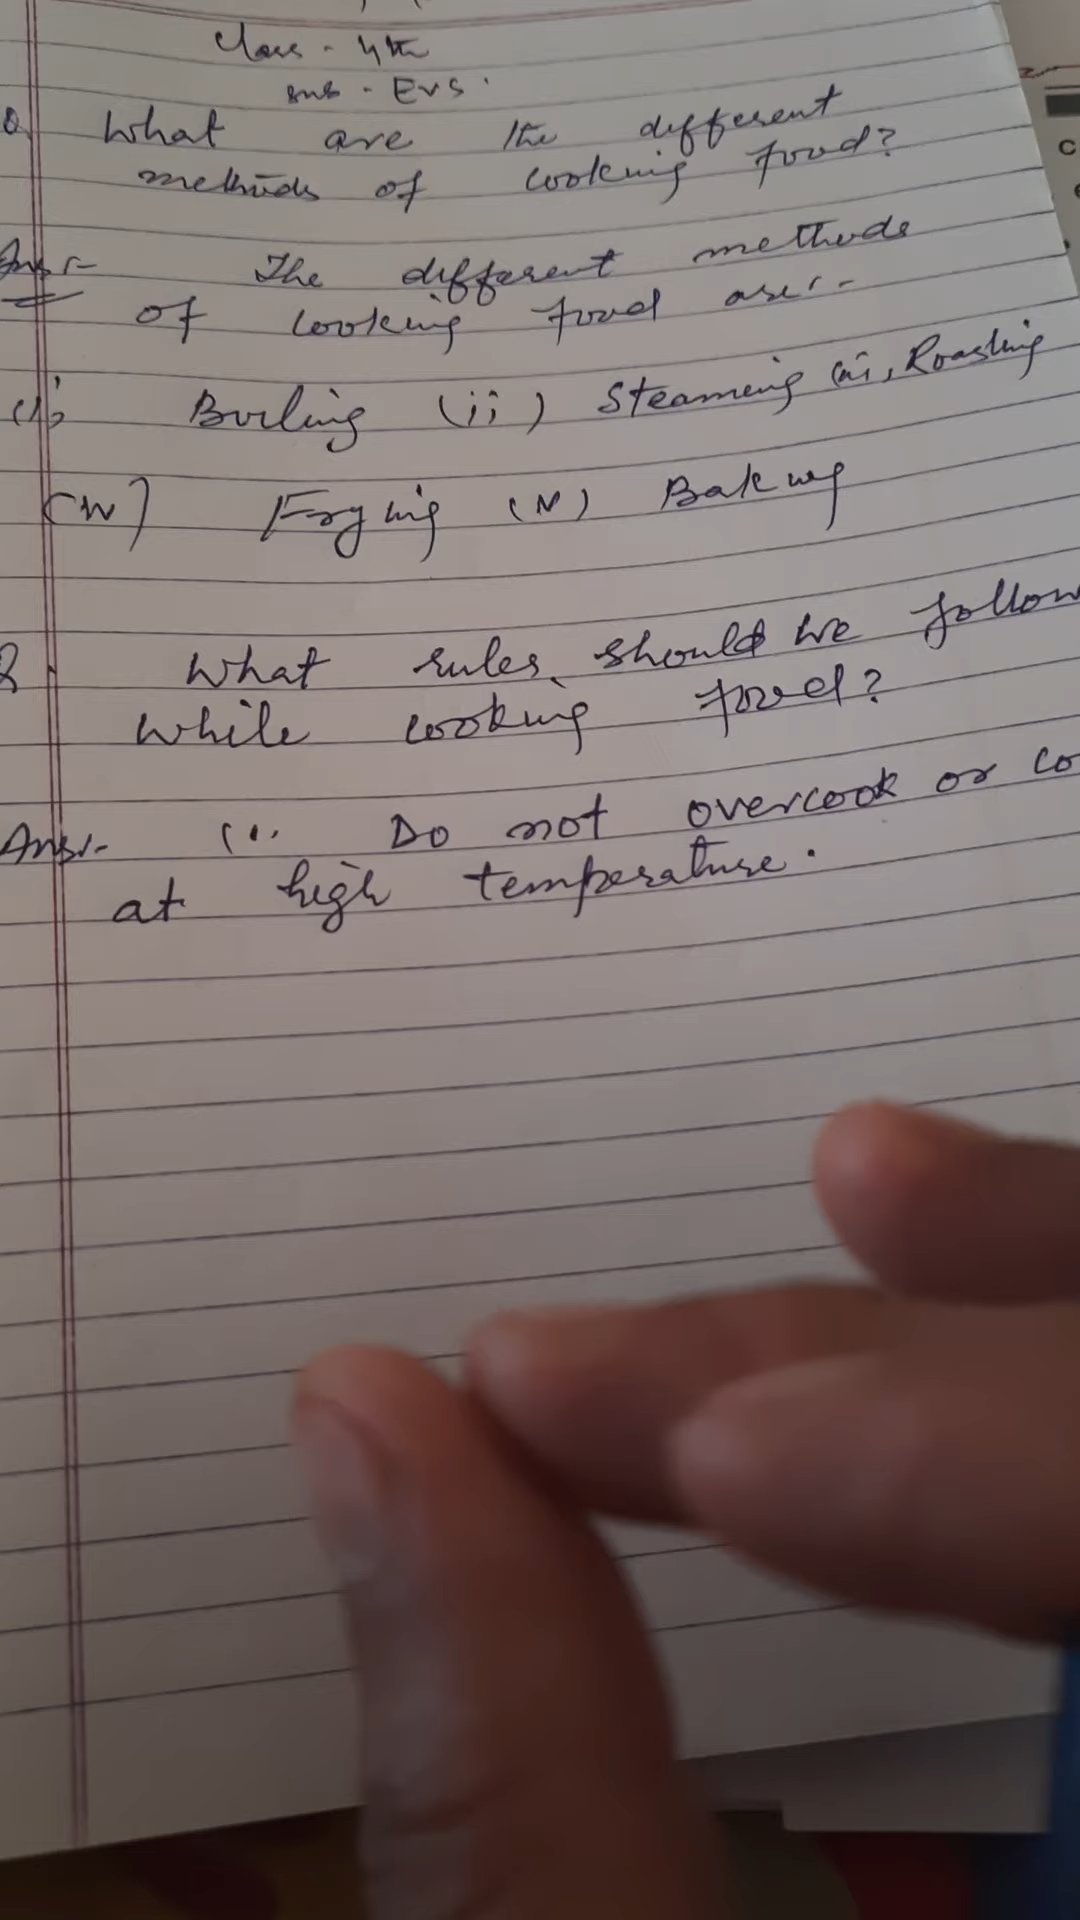 Class - 4th
sub - EVS.
Q. What are the different
methods of cooking food?
Ans:- The different methods
of cooking food are:-
(i) Boiling (ii) Steaming (iii) Roasting
(iv) Frying (v) Baking
Q. What rules should we follow
while cooking food?
Ans:- (i. Do not overcook or co
at high temperature.